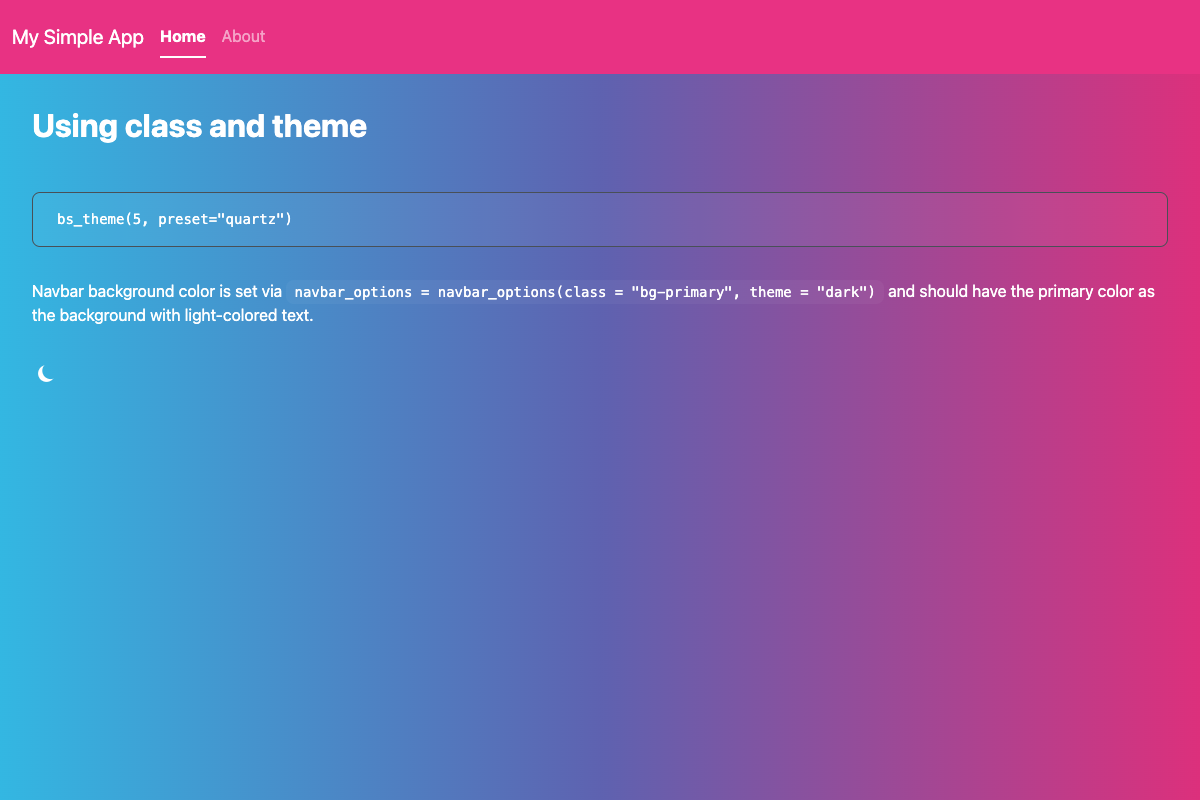 My Simple App Home About
Using class and theme
bs_theme(5, preset="quartz")
Navbar background color is set via navbar_options = navbar_options(class = "bg-primary", theme = "dark") and should have the primary color as
the background with light-colored text.